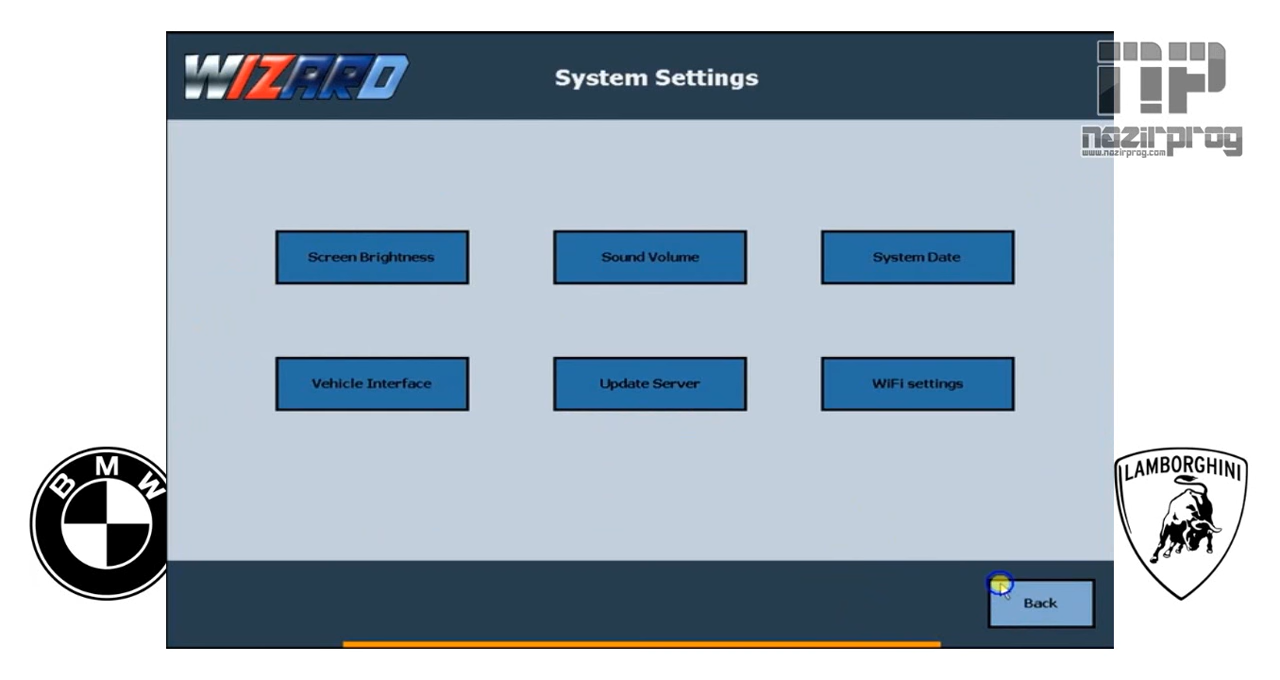 WIZARD
System Settings
nazirprog
www.nazirprog.com
Screen Brightness
Sound Volume
System Date
Vehicle Interface
Update Server
WiFi settings
BMW
LAMBORGHINI
Back